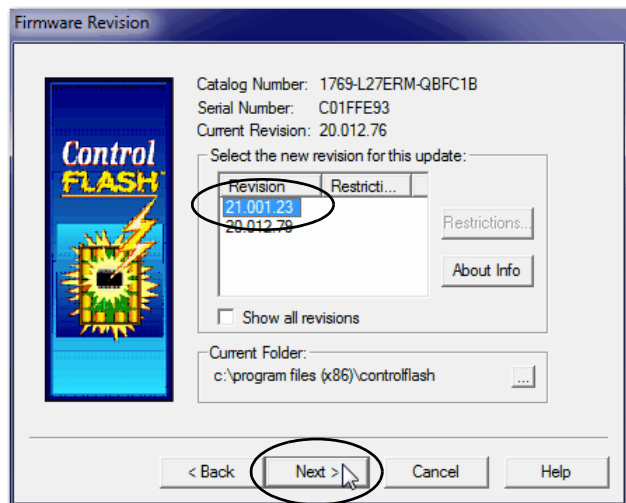 Firmware Revision
Control
FLASH
Catalog Number: 1769-L27ERM-QBFC1B
Serial Number: C01FFE93
Current Revision: 20.012.76
Select the new revision for this update:
Revision Restricti...
21.001.23
20.012.79
Restrictions...
About Info
Show all revisions
Current Folder:
c:\program files (x86)\controlflash
...
< Back Next > Cancel Help